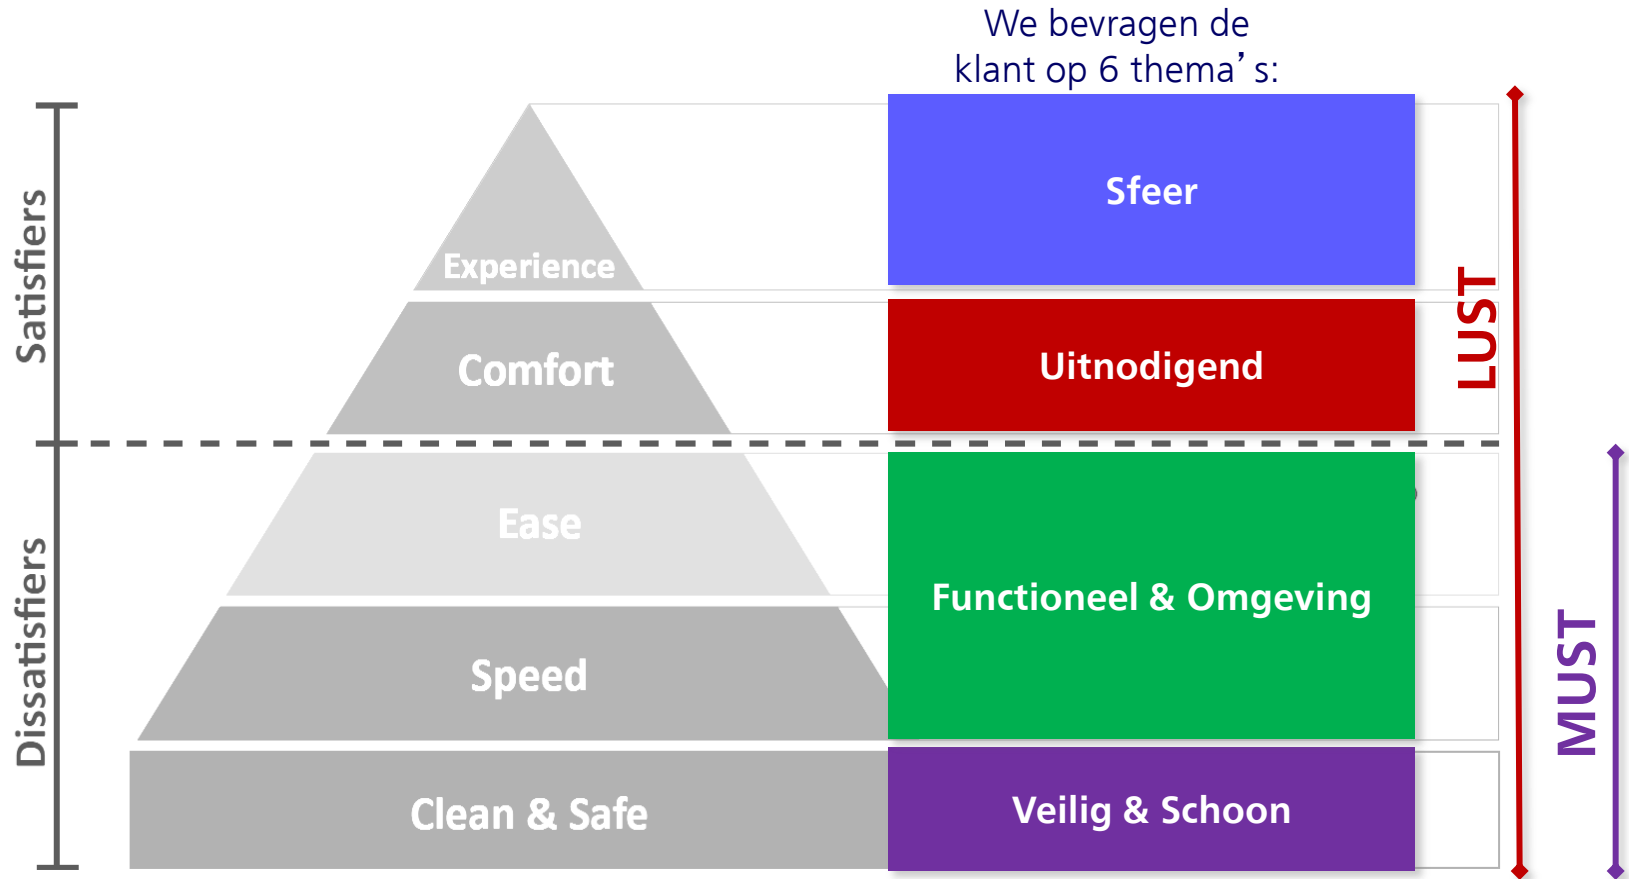 We bevragen de
klant op 6 thema's:
Satisfiers
Experience
Sfeer
Comfort
Uitnodigend
LUST
Dissatisfiers
Ease
Functioneel & Omgeving
Speed
MUST
Clean & Safe
Veilig & Schoon